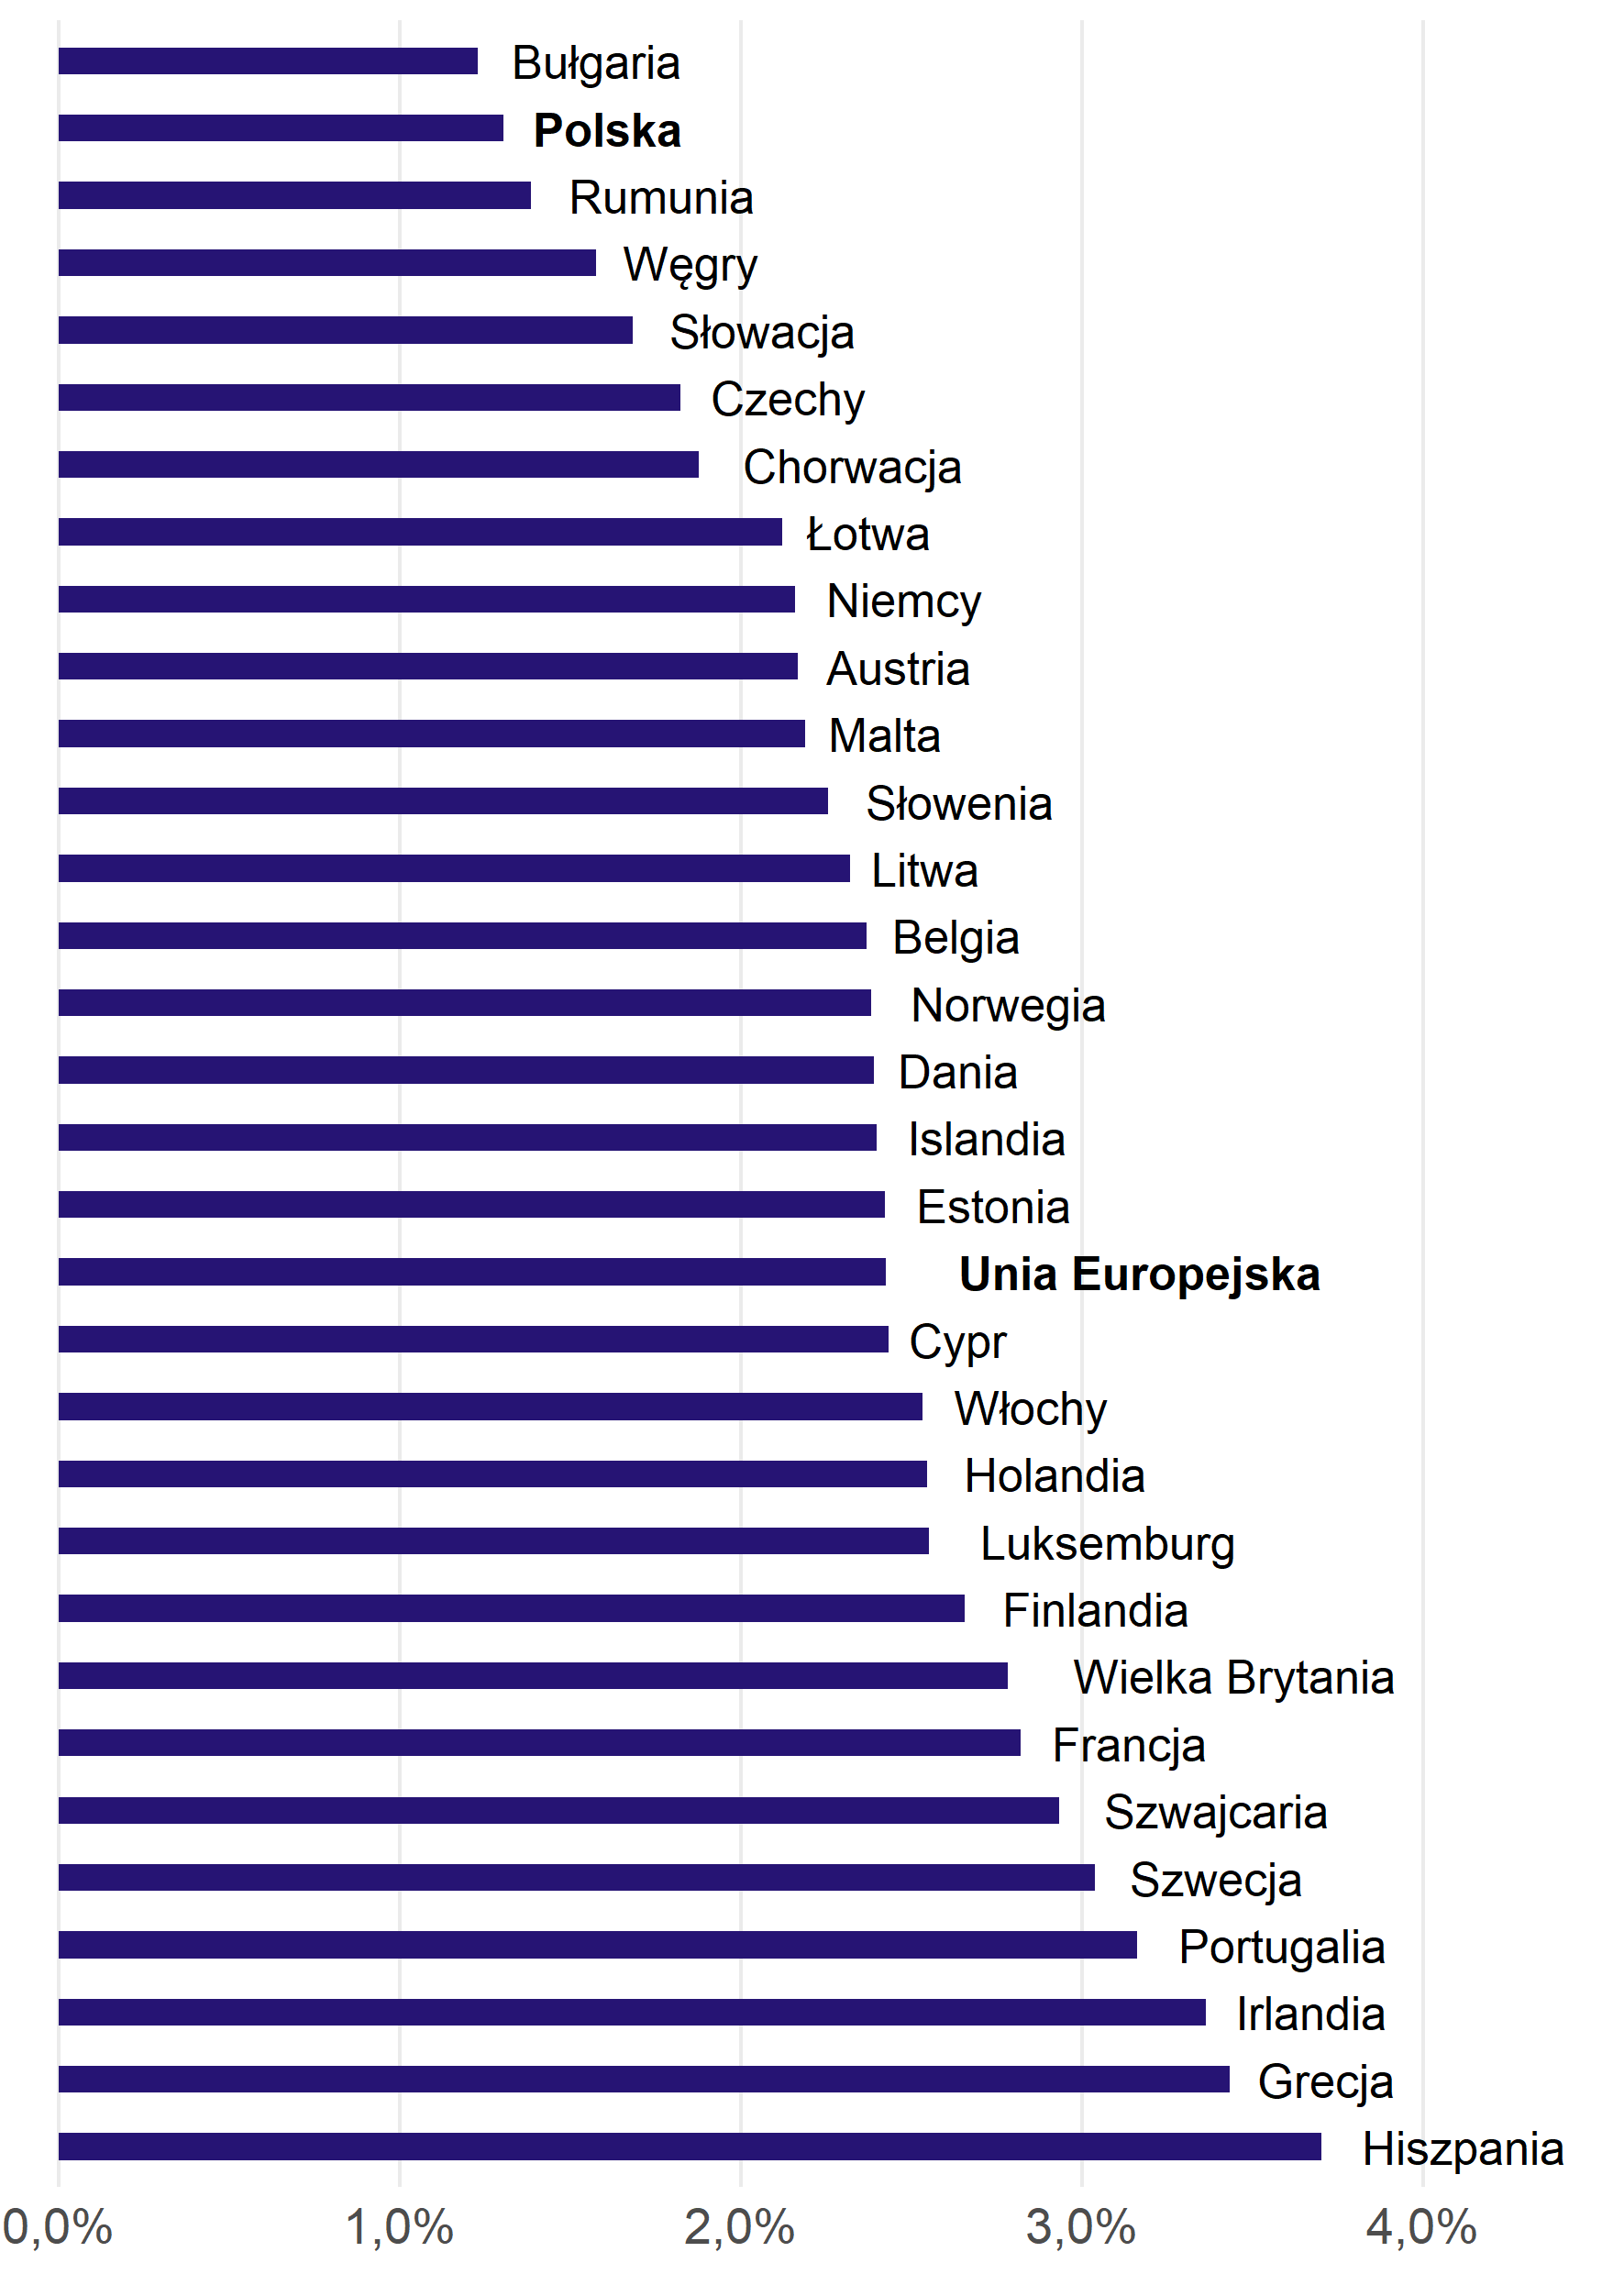 Bułgaria
Polska
Rumunia
Węgry
Słowacja
Czechy
Chorwacja
Łotwa
Niemcy
Austria
Malta
Słowenia
Litwa
Belgia
Norwegia
Dania
Islandia
Estonia
Unia Europejska
Cypr
Włochy
Holandia
Luksemburg
Finlandia
Wielka Brytania
Francja
Szwajcaria
Szwecja
Portugalia
Irlandia
Grecja
Hiszpania
0,0% 1,0% 2,0% 3,0% 4,0%